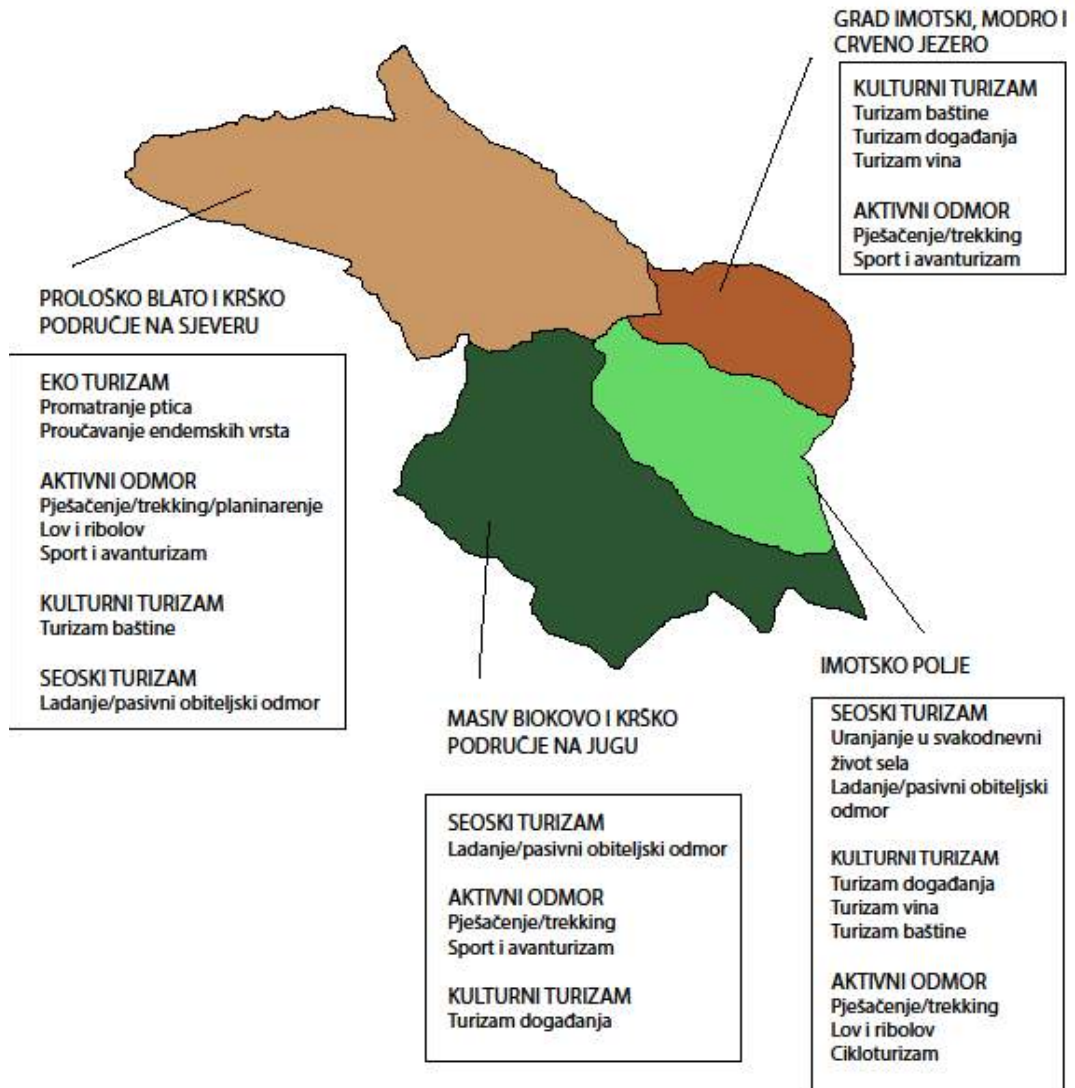 GRAD IMOTSKI, MODRO I
CRVENO JEZERO
KULTURNI TURIZAM
Turizam baštine
Turizam događanja
Turizam vina
AKTIVNI ODMOR
Pješačenje/trekking
Sport i avanturizam
PROLOŠKO BLATO I KRŠKO
PODRUČJE NA SJEVERU
EKO TURIZAM
Promatranje ptica
Proučavanje endemskih vrsta
AKTIVNI ODMOR
Pješačenje/trekking/planinarenje
Lov i ribolov
Sport i avanturizam
KULTURNI TURIZAM
Turizam baštine
SEOSKI TURIZAM
Ladanje/pasivni obiteljski odmor
MASIV BIOKOVO I KRŠKO
PODRUČJE NA JUGU
SEOSKI TURIZAM
Ladanje/pasivni obiteljski odmor
AKTIVNI ODMOR
Pješačenje/trekking
Sport i avanturizam
KULTURNI TURIZAM
Turizam događanja
IMOTSKO POLJE
SEOSKI TURIZAM
Uranjanje u svakodnevni
život sela
Ladanje/pasivni obiteljski
odmor
KULTURNI TURIZAM
Turizam događanja
Turizam vina
Turizam baštine
AKTIVNI ODMOR
Pješačenje/trekking
Lov i ribolov
Cikloturizam